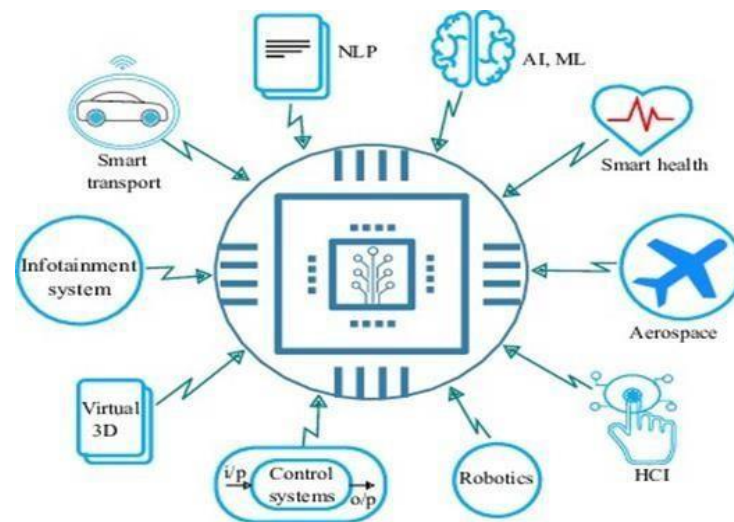 NLP
AI, ML
Smart
transport
Smart health
Infotainment
system
Aerospace
Virtual
3D
i/p
Control
systems
o/p
Robotics
HCI